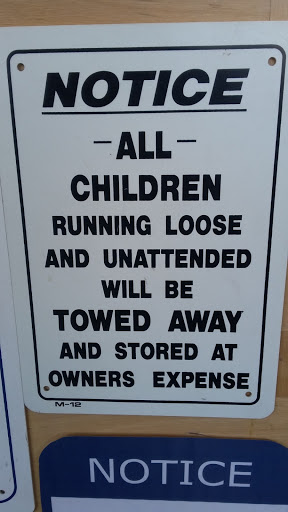 NOTICE
-ALL-
CHILDREN
RUNNING LOOSE
AND UNATTENDED
WILL BE
TOWED AWAY
AND STORED AT
OWNERS EXPENSE
M-12
NOTICE